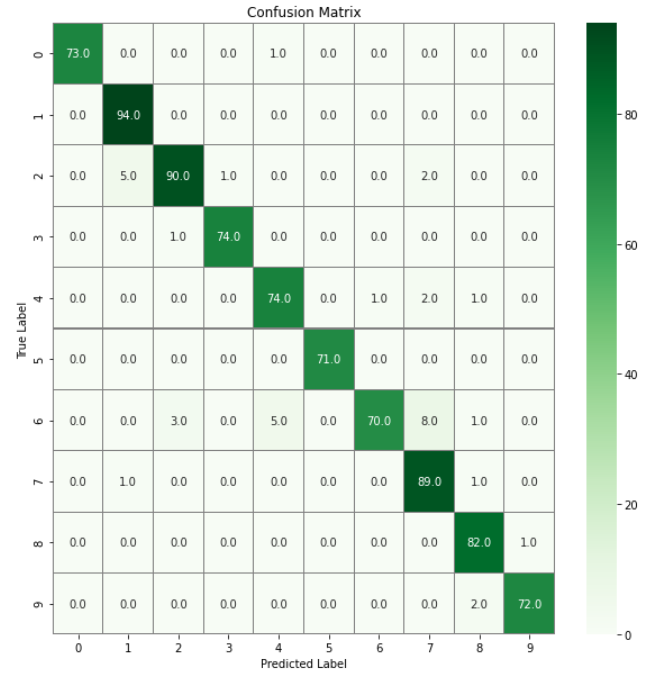 Confusion Matrix
0 73.0 0.0 0.0 0.0 1.0 0.0 0.0 0.0 0.0 0.0
1 0.0 94.0 0.0 0.0 0.0 0.0 0.0 0.0 0.0 0.0
2 0.0 5.0 90.0 1.0 0.0 0.0 0.0 2.0 0.0 0.0
3 0.0 0.0 1.0 74.0 0.0 0.0 0.0 0.0 0.0 0.0
4 0.0 0.0 0.0 0.0 74.0 0.0 1.0 2.0 1.0 0.0
5 0.0 0.0 0.0 0.0 0.0 71.0 0.0 0.0 0.0 0.0
6 0.0 0.0 3.0 0.0 5.0 0.0 70.0 8.0 1.0 0.0
7 0.0 1.0 0.0 0.0 0.0 0.0 0.0 89.0 1.0 0.0
8 0.0 0.0 0.0 0.0 0.0 0.0 0.0 0.0 82.0 1.0
9 0.0 0.0 0.0 0.0 0.0 0.0 0.0 0.0 2.0 72.0
0 1 2 3 4 5 6 7 8 9
Predicted Label
True Label
80
60
40
20
0